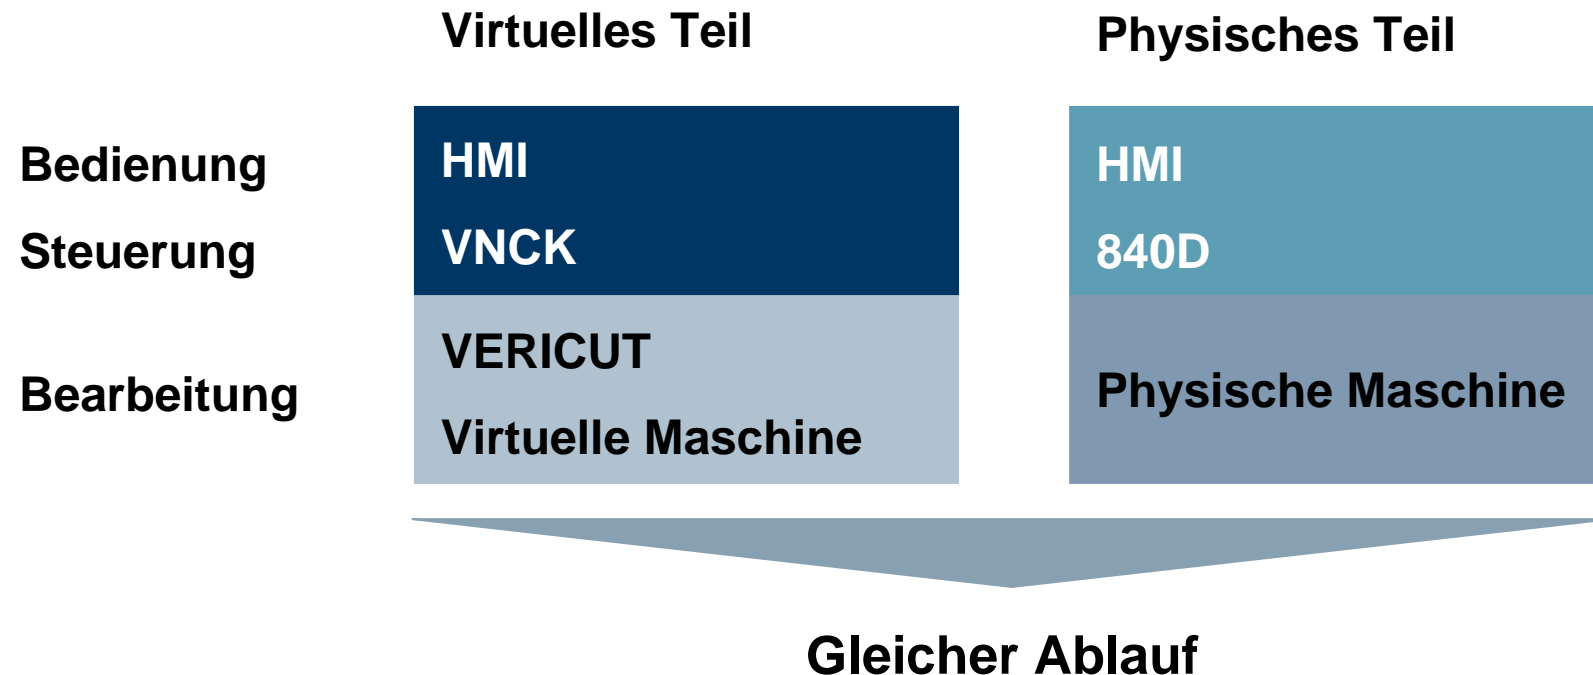 Virtuelles Teil
Physisches Teil
Bedienung
HMI
HMI
Steuerung
VNCK
840D
Bearbeitung
VERICUT
Virtuelle Maschine
Physische Maschine
Gleicher Ablauf